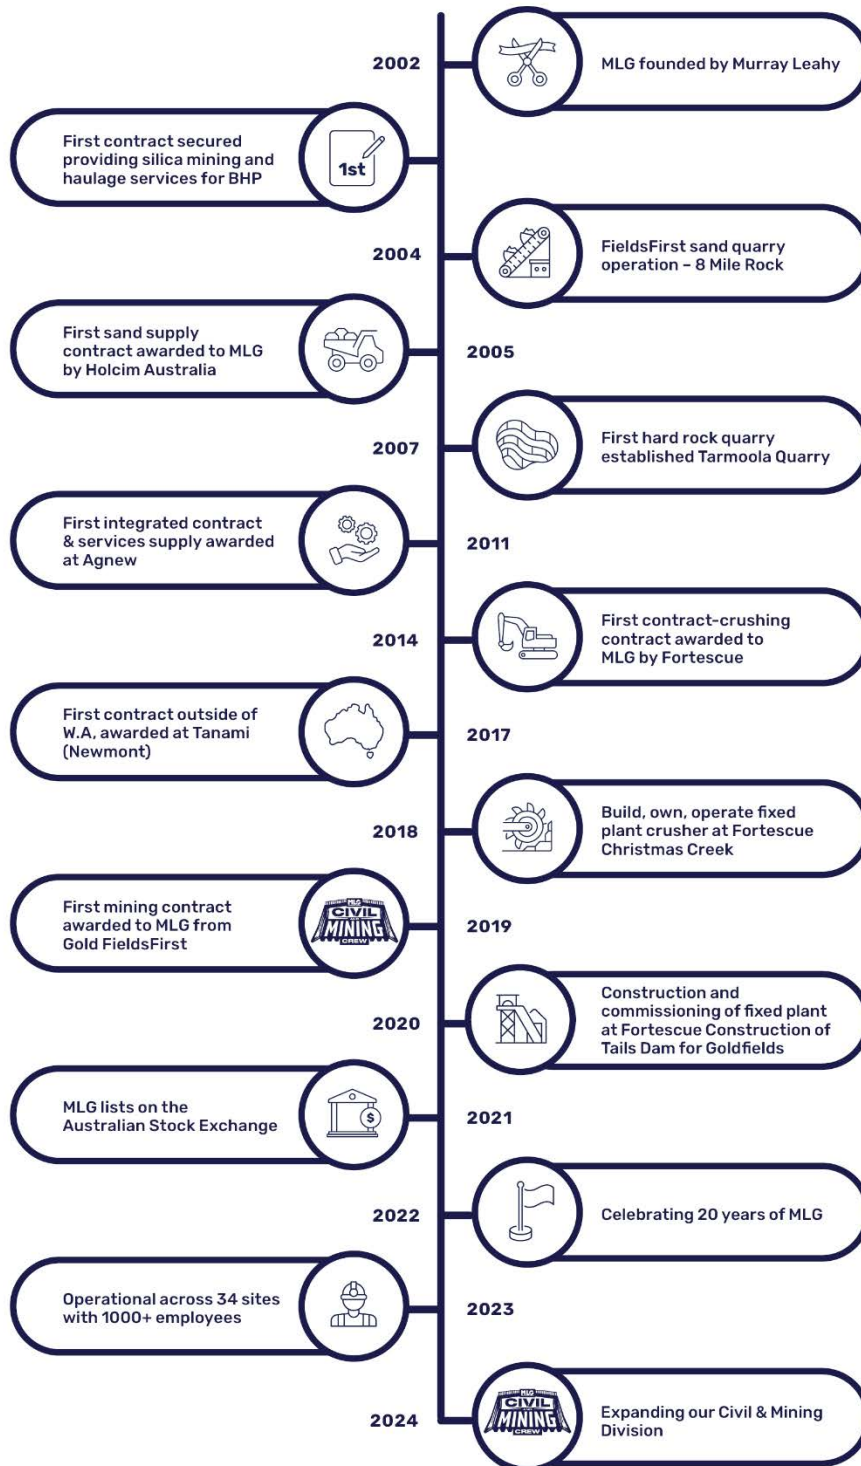 2002
MLG founded by Murray Leahy
First contract secured
providing silica mining and
haulage services for BHP
1st
2004
FieldsFirst sand quarry
operation – 8 Mile Rock
First sand supply
contract awarded to MLG
by Holcim Australia
2005
2007
First hard rock quarry
established Tarmoola Quarry
First integrated contract
& services supply awarded
at Agnew
2011
2014
First contract-crushing
contract awarded to
MLG by Fortescue
First contract outside of
W.A, awarded at Tanami
(Newmont)
2017
2018
Build, own, operate fixed
plant crusher at Fortescue
Christmas Creek
First mining contract
awarded to MLG from
Gold FieldsFirst
MLG
CIVIL
AND
MINING
CREW
2019
2020
Construction and
commissioning of fixed plant
at Fortescue Construction of
Tails Dam for Goldfields
MLG lists on the
Australian Stock Exchange
$
2021
2022
Celebrating 20 years of MLG
Operational across 34 sites
with 1000+ employees
2023
2024
MLG
CIVIL
AND
MINING
CREW
Expanding our Civil & Mining
Division